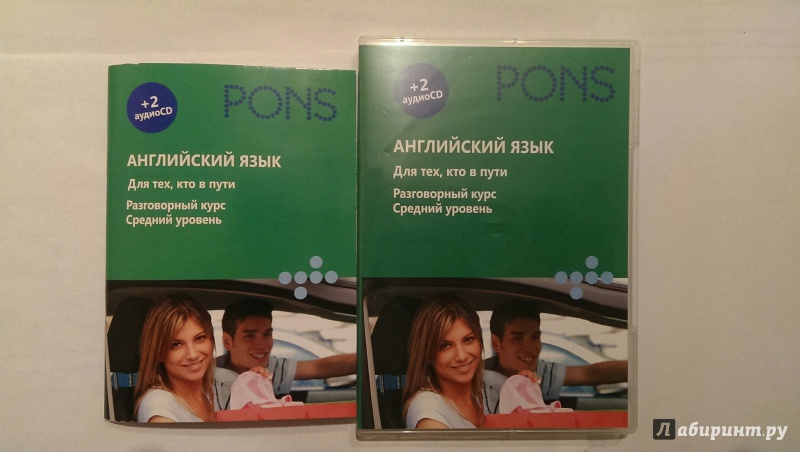 +2
аудиоCD
PONS
АНГЛИЙСКИЙ ЯЗЫК
Для тех, кто в пути
Разговорный курс
Средний уровень
+2
аудиоCD
PONS
АНГЛИЙСКИЙ ЯЗЫК
Для тех, кто в пути
Разговорный курс
Средний уровень
Лабиринт.ру